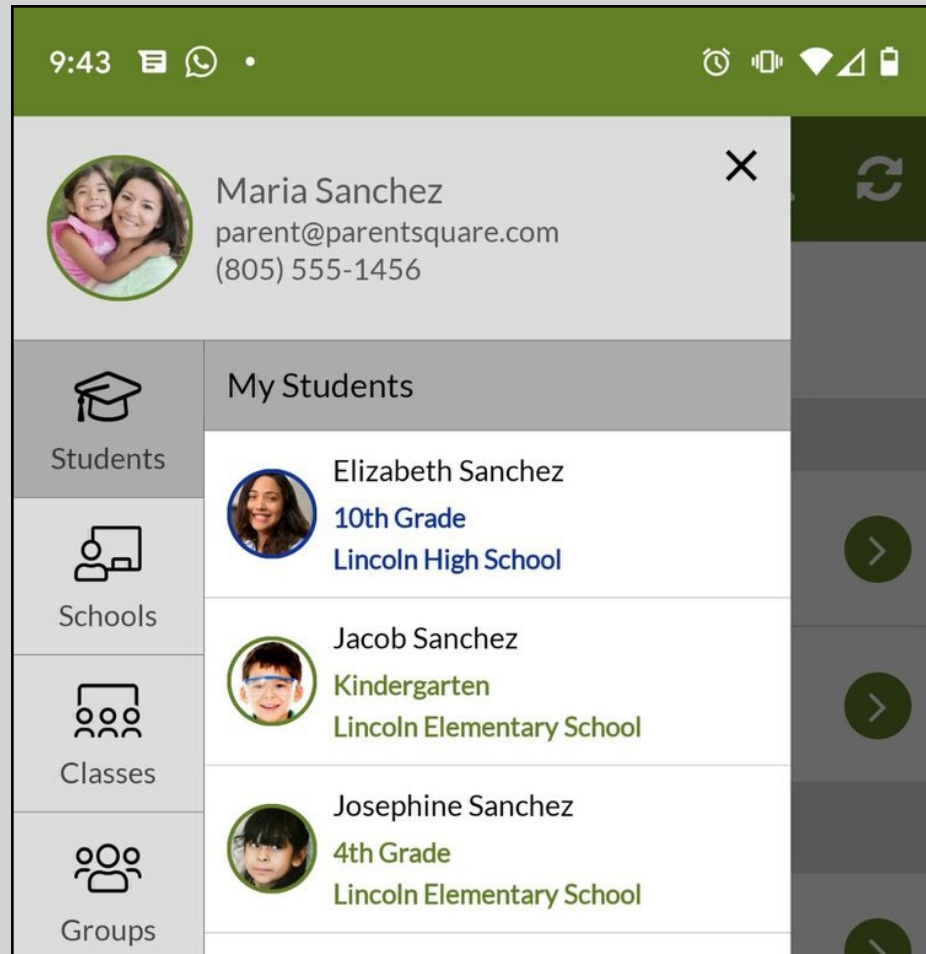 9:43
Maria Sanchez
parent@parentsquare.com
(805) 555-1456
Students
My Students
Elizabeth Sanchez
10th Grade
Lincoln High School
Schools
Jacob Sanchez
Kindergarten
Lincoln Elementary School
Classes
Josephine Sanchez
4th Grade
Lincoln Elementary School
Groups